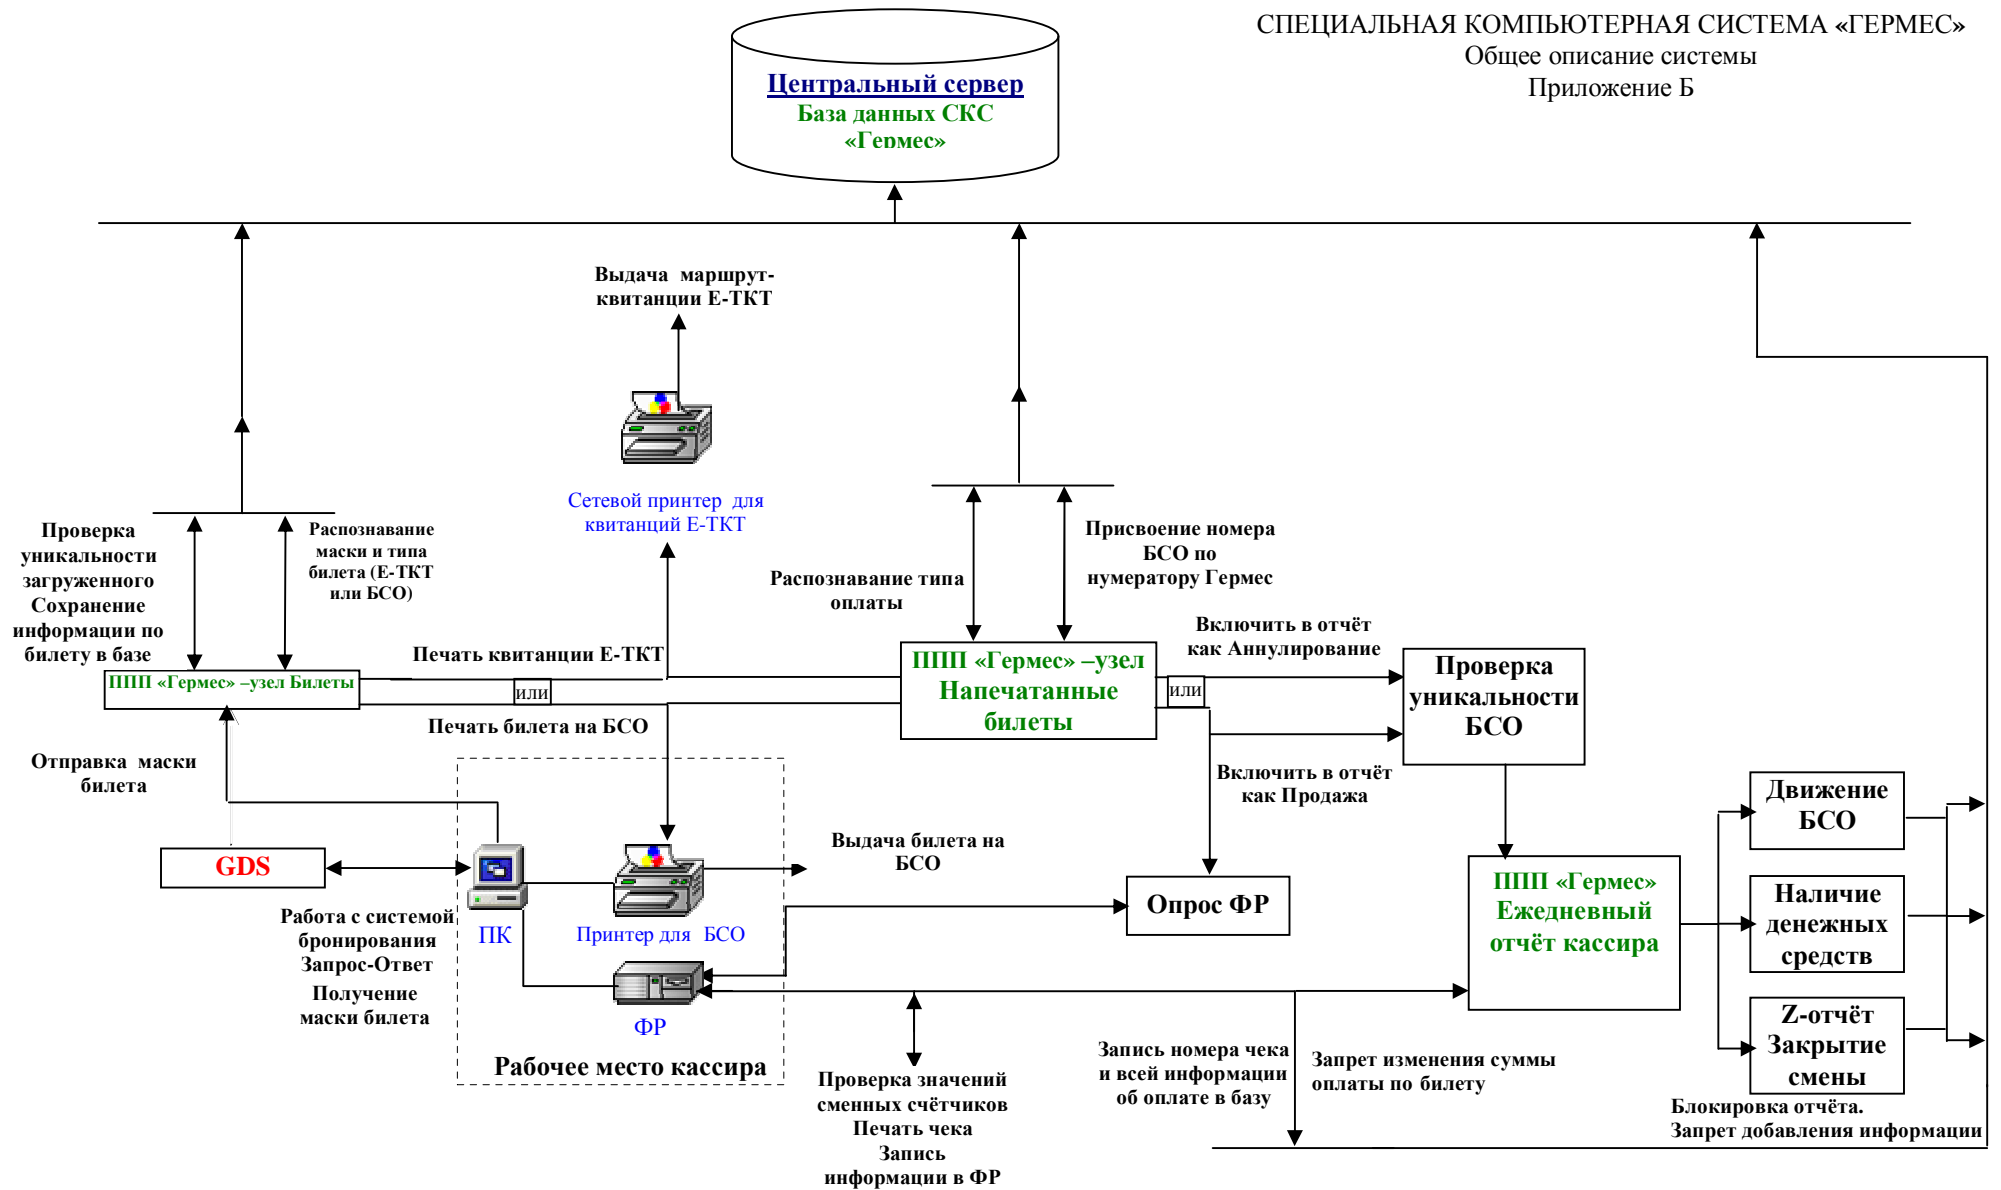 СПЕЦИАЛЬНАЯ КОМПЬЮТЕРНАЯ СИСТЕМА «ГЕРМЕС»
Общее описание системы
Приложение Б
Центральный сервер
База данных СКС
«Гермес»
Выдача маршрут-
квитанции Е-ТКТ
Сетевой принтер для
квитанций Е-ТКТ
Проверка
уникальности
загруженного
Сохранение
информации по
билету в базе
Распознавание
маски и типа
билета (Е-ТКТ
или БСО)
Распознавание типа
оплаты
Присвоение номера
БСО по
нумератору Гермес
ППП «Гермес» –узел Билеты
Печать квитанции Е-ТКТ
или
Печать билета на БСО
ППП «Гермес» –узел
Напечатанные
билеты
Включить в отчёт
как Аннулирование
или
Включить в отчёт
как Продажа
Проверка
уникальности
БСО
Отправка маски
билета
GDS
Работа с системой
бронирования
Запрос-Ответ
Получение
маски билета
ПК
Принтер для БСО
ФР
Рабочее место кассира
Выдача билета на
БСО
Опрос ФР
ППП «Гермес»
Ежедневный
отчёт кассира
Движение
БСО
Наличие
денежных
средств
Z-отчёт
Закрытие
смены
Проверка значений
сменных счётчиков
Печать чека
Запись
информации в ФР
Запись номера чека
и всей информации
об оплате в базу
Запрет изменения суммы
оплаты по билету
Блокировка отчёта.
Запрет добавления информации